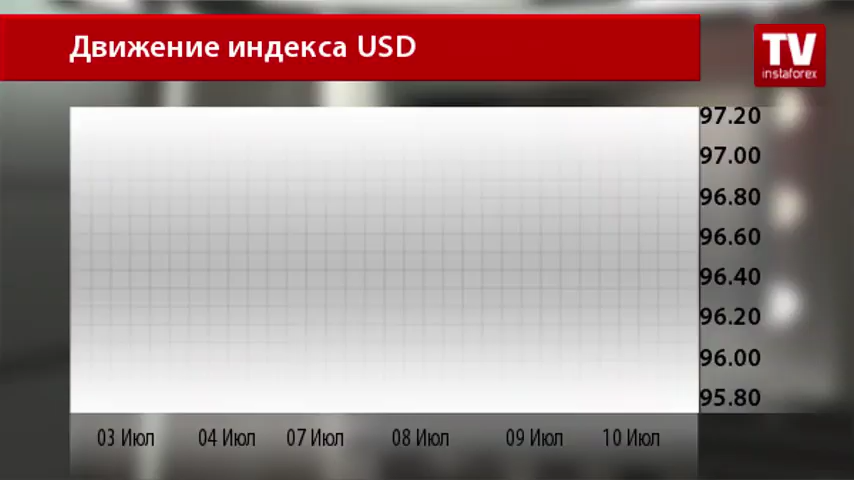 Движение индекса USD
TV
instaforex
97.20
97.00
96.80
96.60
96.40
96.20
96.00
95.80
03 Июл 04 Июл 07 Июл 08 Июл 09 Июл 10 Июл